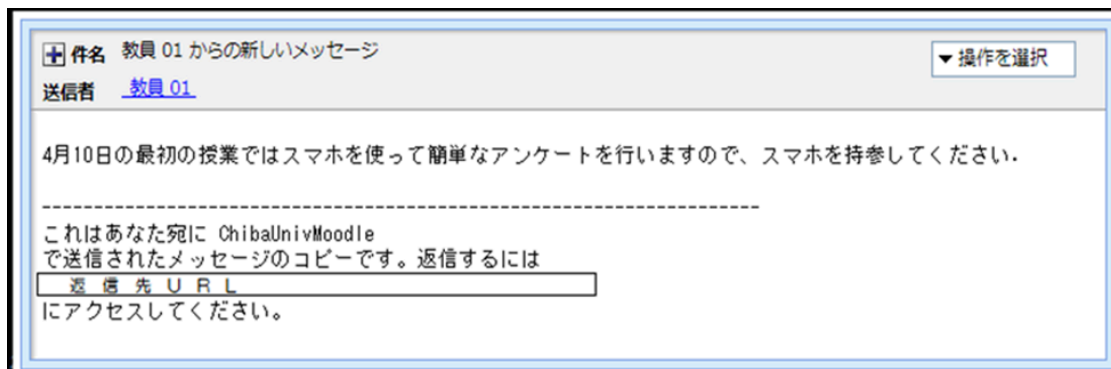 件名 教員 01 からの新しいメッセージ
▼操作を選択
送信者 教員 01
4月10日の最初の授業ではスマホを使って簡単なアンケートを行いますので、スマホを持参してください.
---------------------------------------------------------------------
これはあなた宛に ChibaUnivMoodle
で送信されたメッセージのコピーです。返信するには
返信先URL
にアクセスしてください。